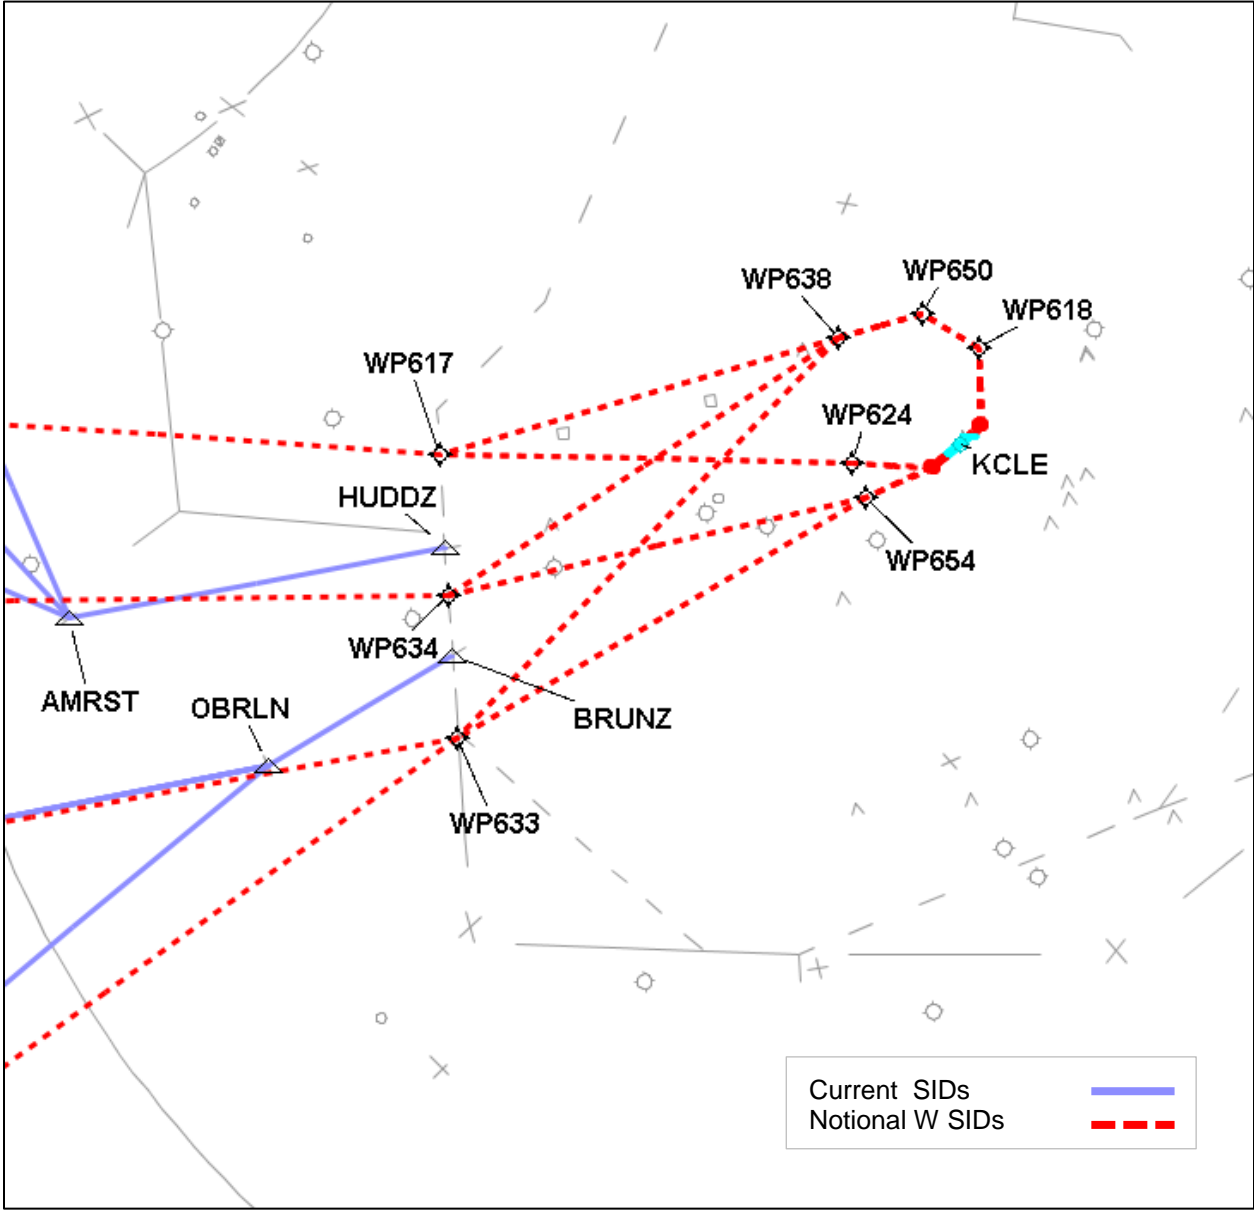 WP650
WP638
WP618
WP617
WP624
KCLE
HUDDZ
WP654
WP634
AMRST
OBRLN
BRUNZ
WP633
Current SIDs
Notional W SIDs